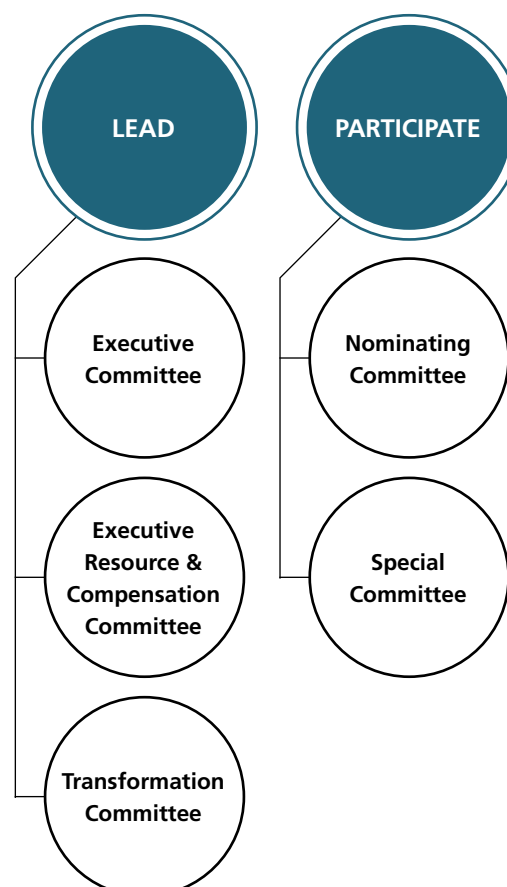 LEAD
Executive
Committee
Executive
Resource &
Compensation
Committee
Transformation
Committee
PARTICIPATE
Nominating
Committee
Special
Committee